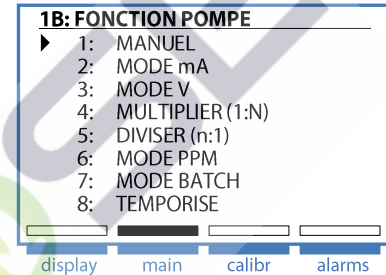 1B: FONCTION POMPE
1: MANUEL
2: MODE mA
3: MODE V
4: MULTIPLIER (1:N)
5: DIVISER (n:1)
6: MODE PPM
7: MODE BATCH
8: TEMPORISE
display main calibr alarms